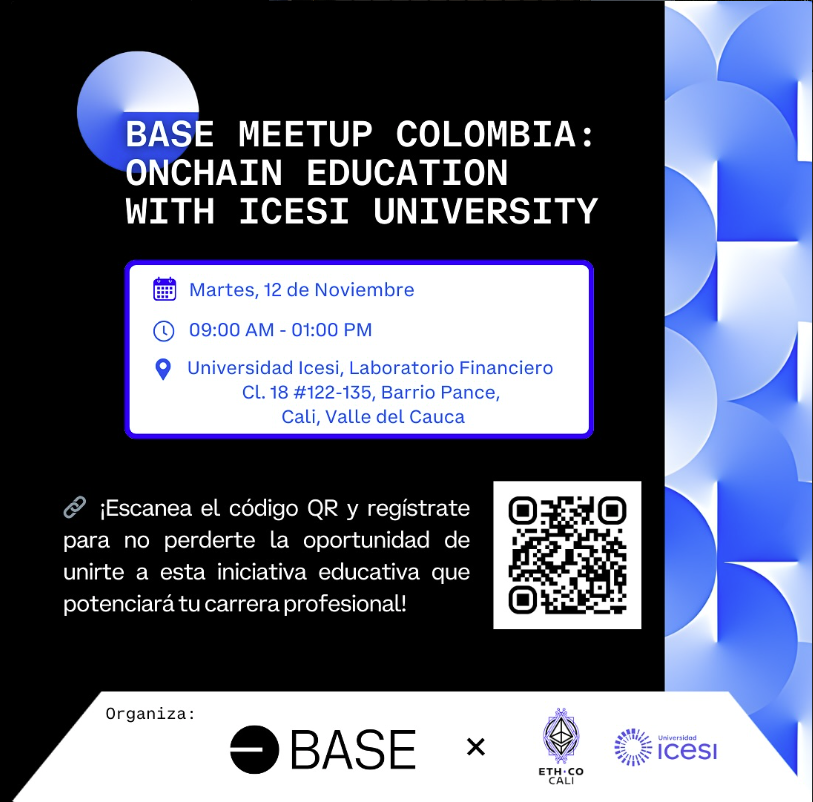 BASE MEETUP COLOMBIA:
ONCHAIN EDUCATION
WITH ICESI UNIVERSITY
Martes, 12 de Noviembre
09:00 AM - 01:00 PM
Universidad Icesi, Laboratorio Financiero
Cl. 18 #122-135, Barrio Pance,
Cali, Valle del Cauca
¡Escanea el código QR y regístrate
para no perderte la oportunidad de
unirte a esta iniciativa educativa que
potenciará tu carrera profesional!
Organiza:
BASE
×
ETH·CO
CALI
Universidad
icesi